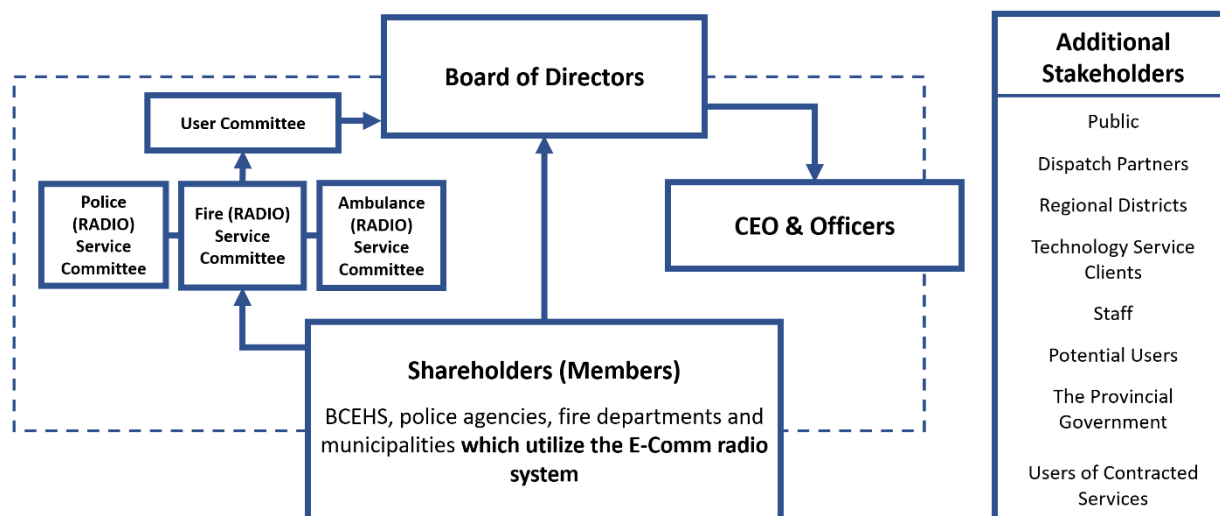 Board of Directors
User Committee
Police
(RADIO)
Service
Committee
Fire (RADIO)
Service
Committee
Ambulance
(RADIO)
Service
Committee
CEO & Officers
Shareholders (Members)
BCEHS, police agencies, fire departments and
municipalities which utilize the E-Comm radio
system
Additional
Stakeholders
Public
Dispatch Partners
Regional Districts
Technology Service
Clients
Staff
Potential Users
The Provincial
Government
Users of Contracted
Services